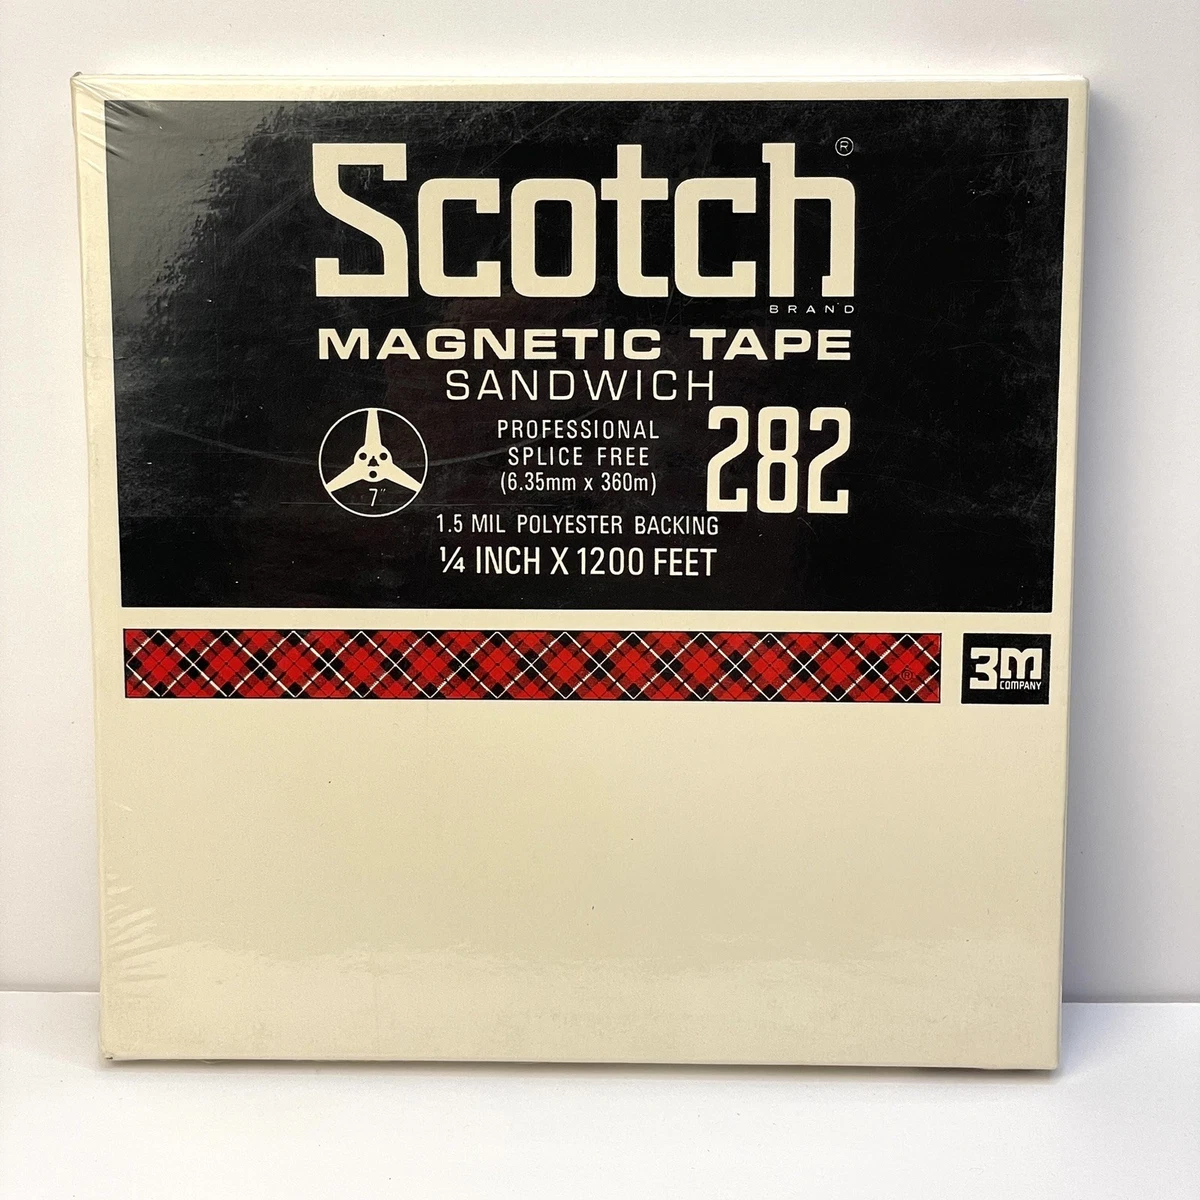 Scotch ®
BRAND
MAGNETIC TAPE
SANDWICH
PROFESSIONAL
SPLICE FREE
(6.35mm x 360m)
282
7"
1.5 MIL POLYESTER BACKING
¼ INCH X 1200 FEET
®
3M
COMPANY